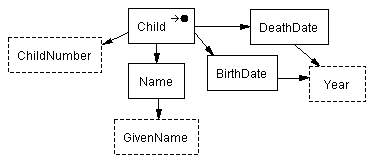 Child
DeathDate
ChildNumber
Name
BirthDate
Year
GivenName